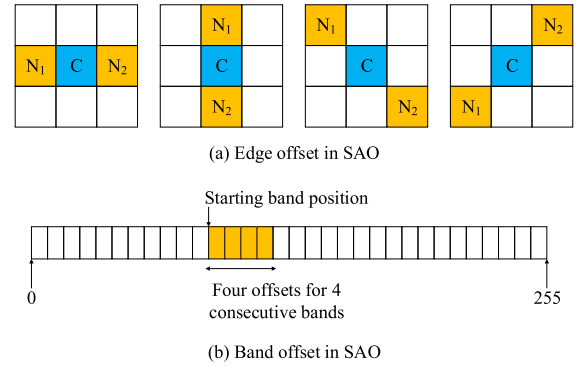 N₁ N₁ N₂
N₁ C N₂ C C C
N₂ N₂ N₁
(a) Edge offset in SAO
Starting band position
0 255
Four offsets for 4
consecutive bands
(b) Band offset in SAO